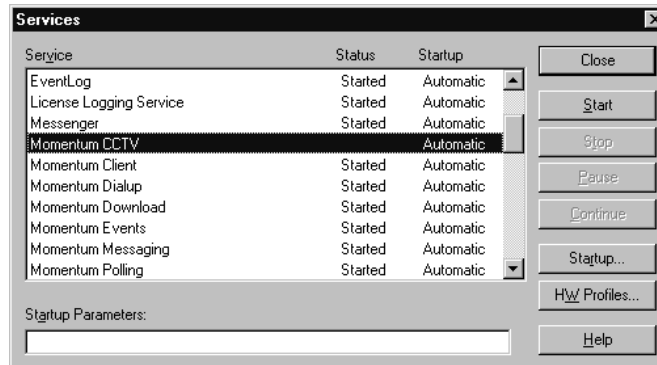 Services
Service Status Startup
Close
EventLog Started Automatic
License Logging Service Started Automatic
Start
Messenger Started Automatic
Momentum CCTV Automatic
Stop
Momentum Client Started Automatic
Momentum Dialup Started Automatic
Pause
Momentum Download Started Automatic
Momentum Events Started Automatic
Continue
Momentum Messaging Started Automatic
Momentum Polling Started Automatic
Startup...
HW Profiles...
Startup Parameters:
Help